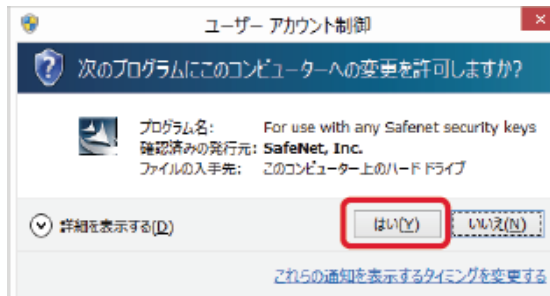 ユーザー アカウント制御
次のプログラムにこのコンピューターへの変更を許可しますか?
プログラム名: For use with any Safenet security keys
確認済みの発行元: SafeNet, Inc.
ファイルの入手先: このコンピューター上のハード ドライブ
詳細を表示する(D) はい(Y) いいえ(N)
これらの通知を表示するタイミングを変更する